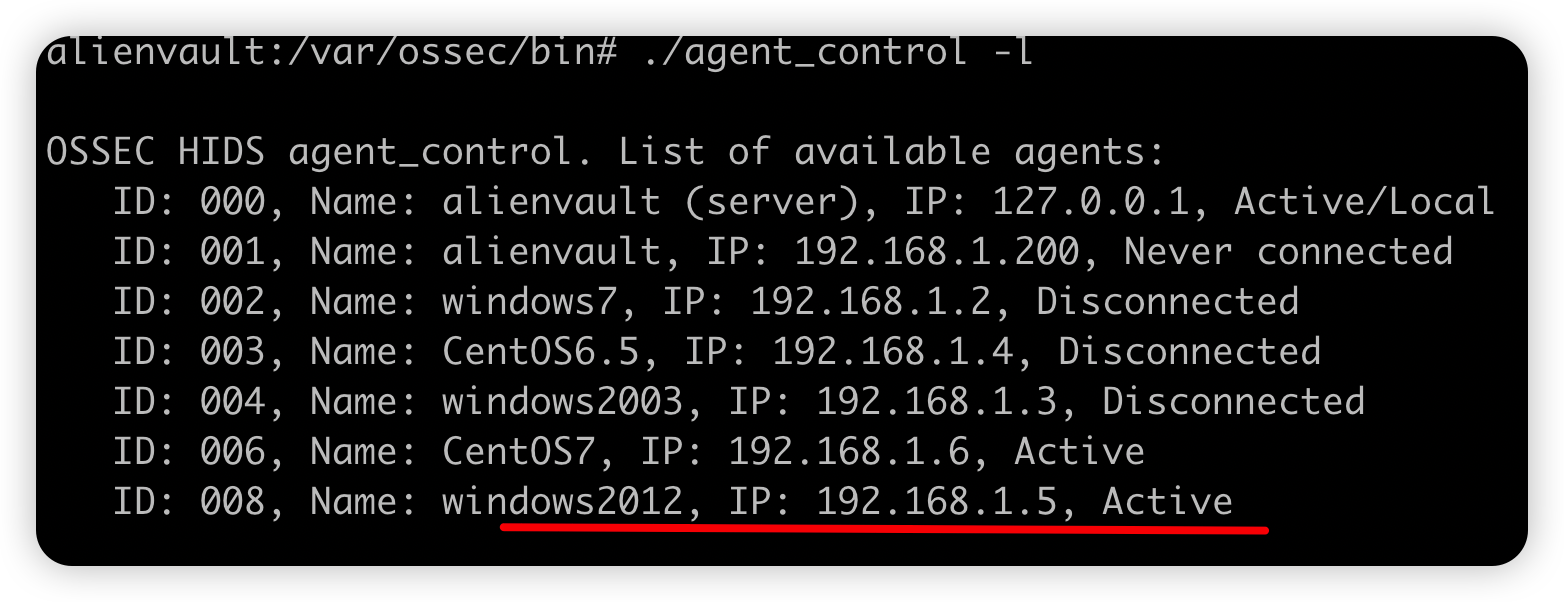 alienvault:/var/ossec/bin# ./agent_control -l
OSSEC HIDS agent_control. List of available agents:
ID: 000, Name: alienvault (server), IP: 127.0.0.1, Active/Local
ID: 001, Name: alienvault, IP: 192.168.1.200, Never connected
ID: 002, Name: windows7, IP: 192.168.1.2, Disconnected
ID: 003, Name: CentOS6.5, IP: 192.168.1.4, Disconnected
ID: 004, Name: windows2003, IP: 192.168.1.3, Disconnected
ID: 006, Name: CentOS7, IP: 192.168.1.6, Active
ID: 008, Name: windows2012, IP: 192.168.1.5, Active